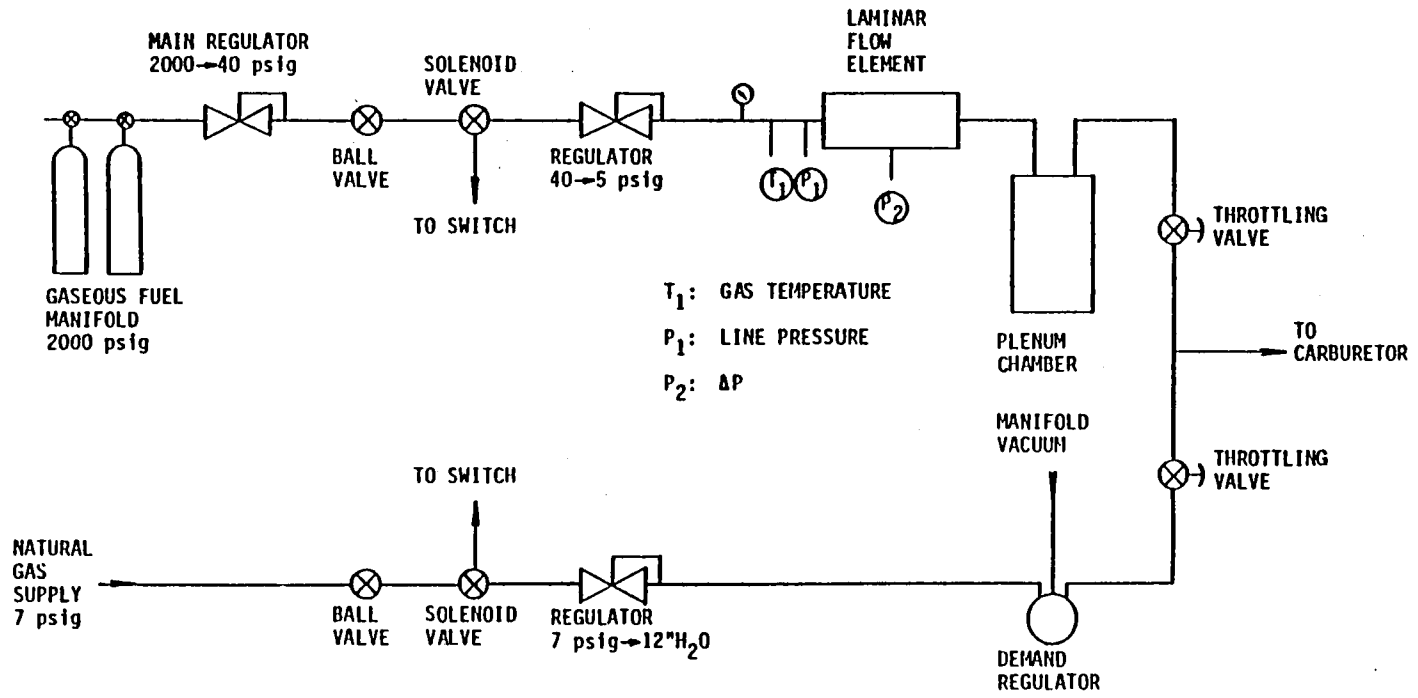 MAIN REGULATOR
2000→40 psig
SOLENOID
VALVE
LAMINAR
FLOW
ELEMENT
BALL
VALVE
REGULATOR
40→5 psig
TO SWITCH
T1
P1
P2
THROTTLING
VALVE
GASEOUS FUEL
MANIFOLD
2000 psig
T1: GAS TEMPERATURE
P1: LINE PRESSURE
P2: ΔP
PLENUM
CHAMBER
TO
CARBURETOR
MANIFOLD
VACUUM
THROTTLING
VALVE
TO SWITCH
NATURAL
GAS
SUPPLY
7 psig
BALL
VALVE
SOLENOID
VALVE
REGULATOR
7 psig→12"H2O
DEMAND
REGULATOR